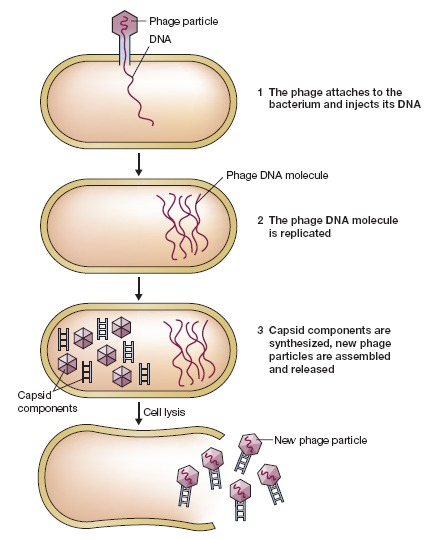 Phage particle
DNA
1 The phage attaches to the
bacterium and injects its DNA
Phage DNA molecule
2 The phage DNA molecule
is replicated
3 Capsid components are
synthesized, new phage
particles are assembled
and released
Capsid
components
Cell lysis
New phage particle